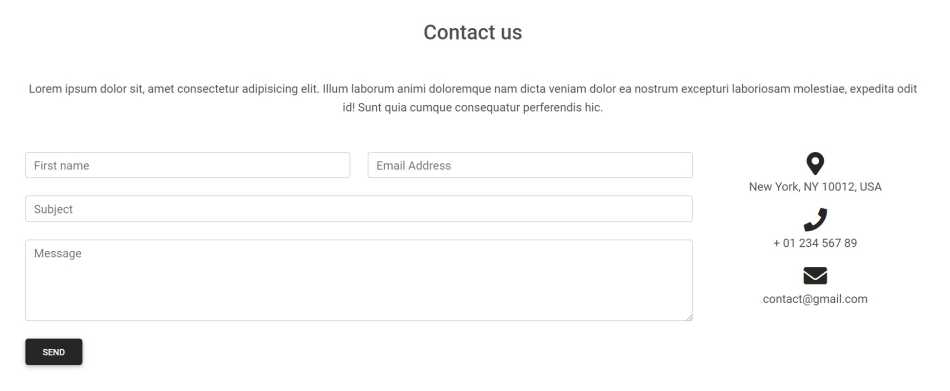 Contact us
Lorem ipsum dolor sit, amet consectetur adipisicing elit. Illum laborum animi doloremque nam dicta veniam dolor ea nostrum excepturi laboriosam molestiae, expedita odit
id! Sunt quia cumque consequatur perferendis hic.
First name
Email Address
Subject
Message
SEND
New York, NY 10012, USA
+ 01 234 567 89
contact@gmail.com